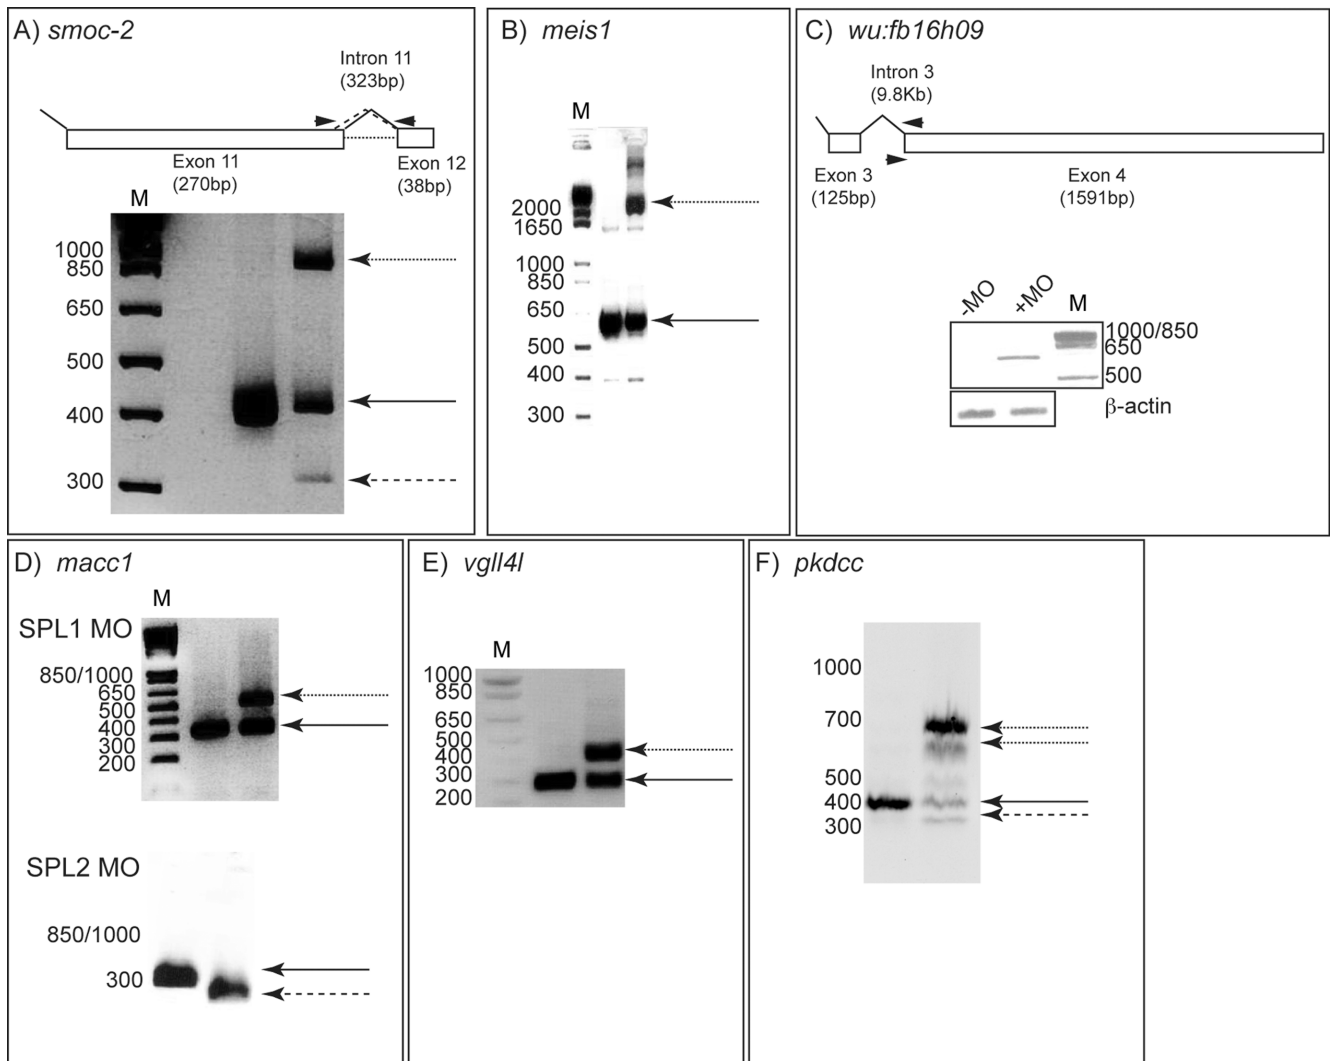 A) smoc-2
Intron 11
(323bp)
Exon 11
(270bp)
Exon 12
(38bp)
M
1000
850
650
500
400
300
B) meis1
M
2000
1650
1000
850
650
500
400
300
C) wu:fb16h09
Intron 3
(9.8Kb)
Exon 3
(125bp)
Exon 4
(1591bp)
-MO
+MO
M
1000/850
650
500
β-actin
D) macc1
M
SPL1 MO
850/1000
650
500
400
300
200
SPL2 MO
850/1000
300
E) vgll4l
M
1000
850
650
500
400
300
200
F) pkdcc
1000
700
500
400
300